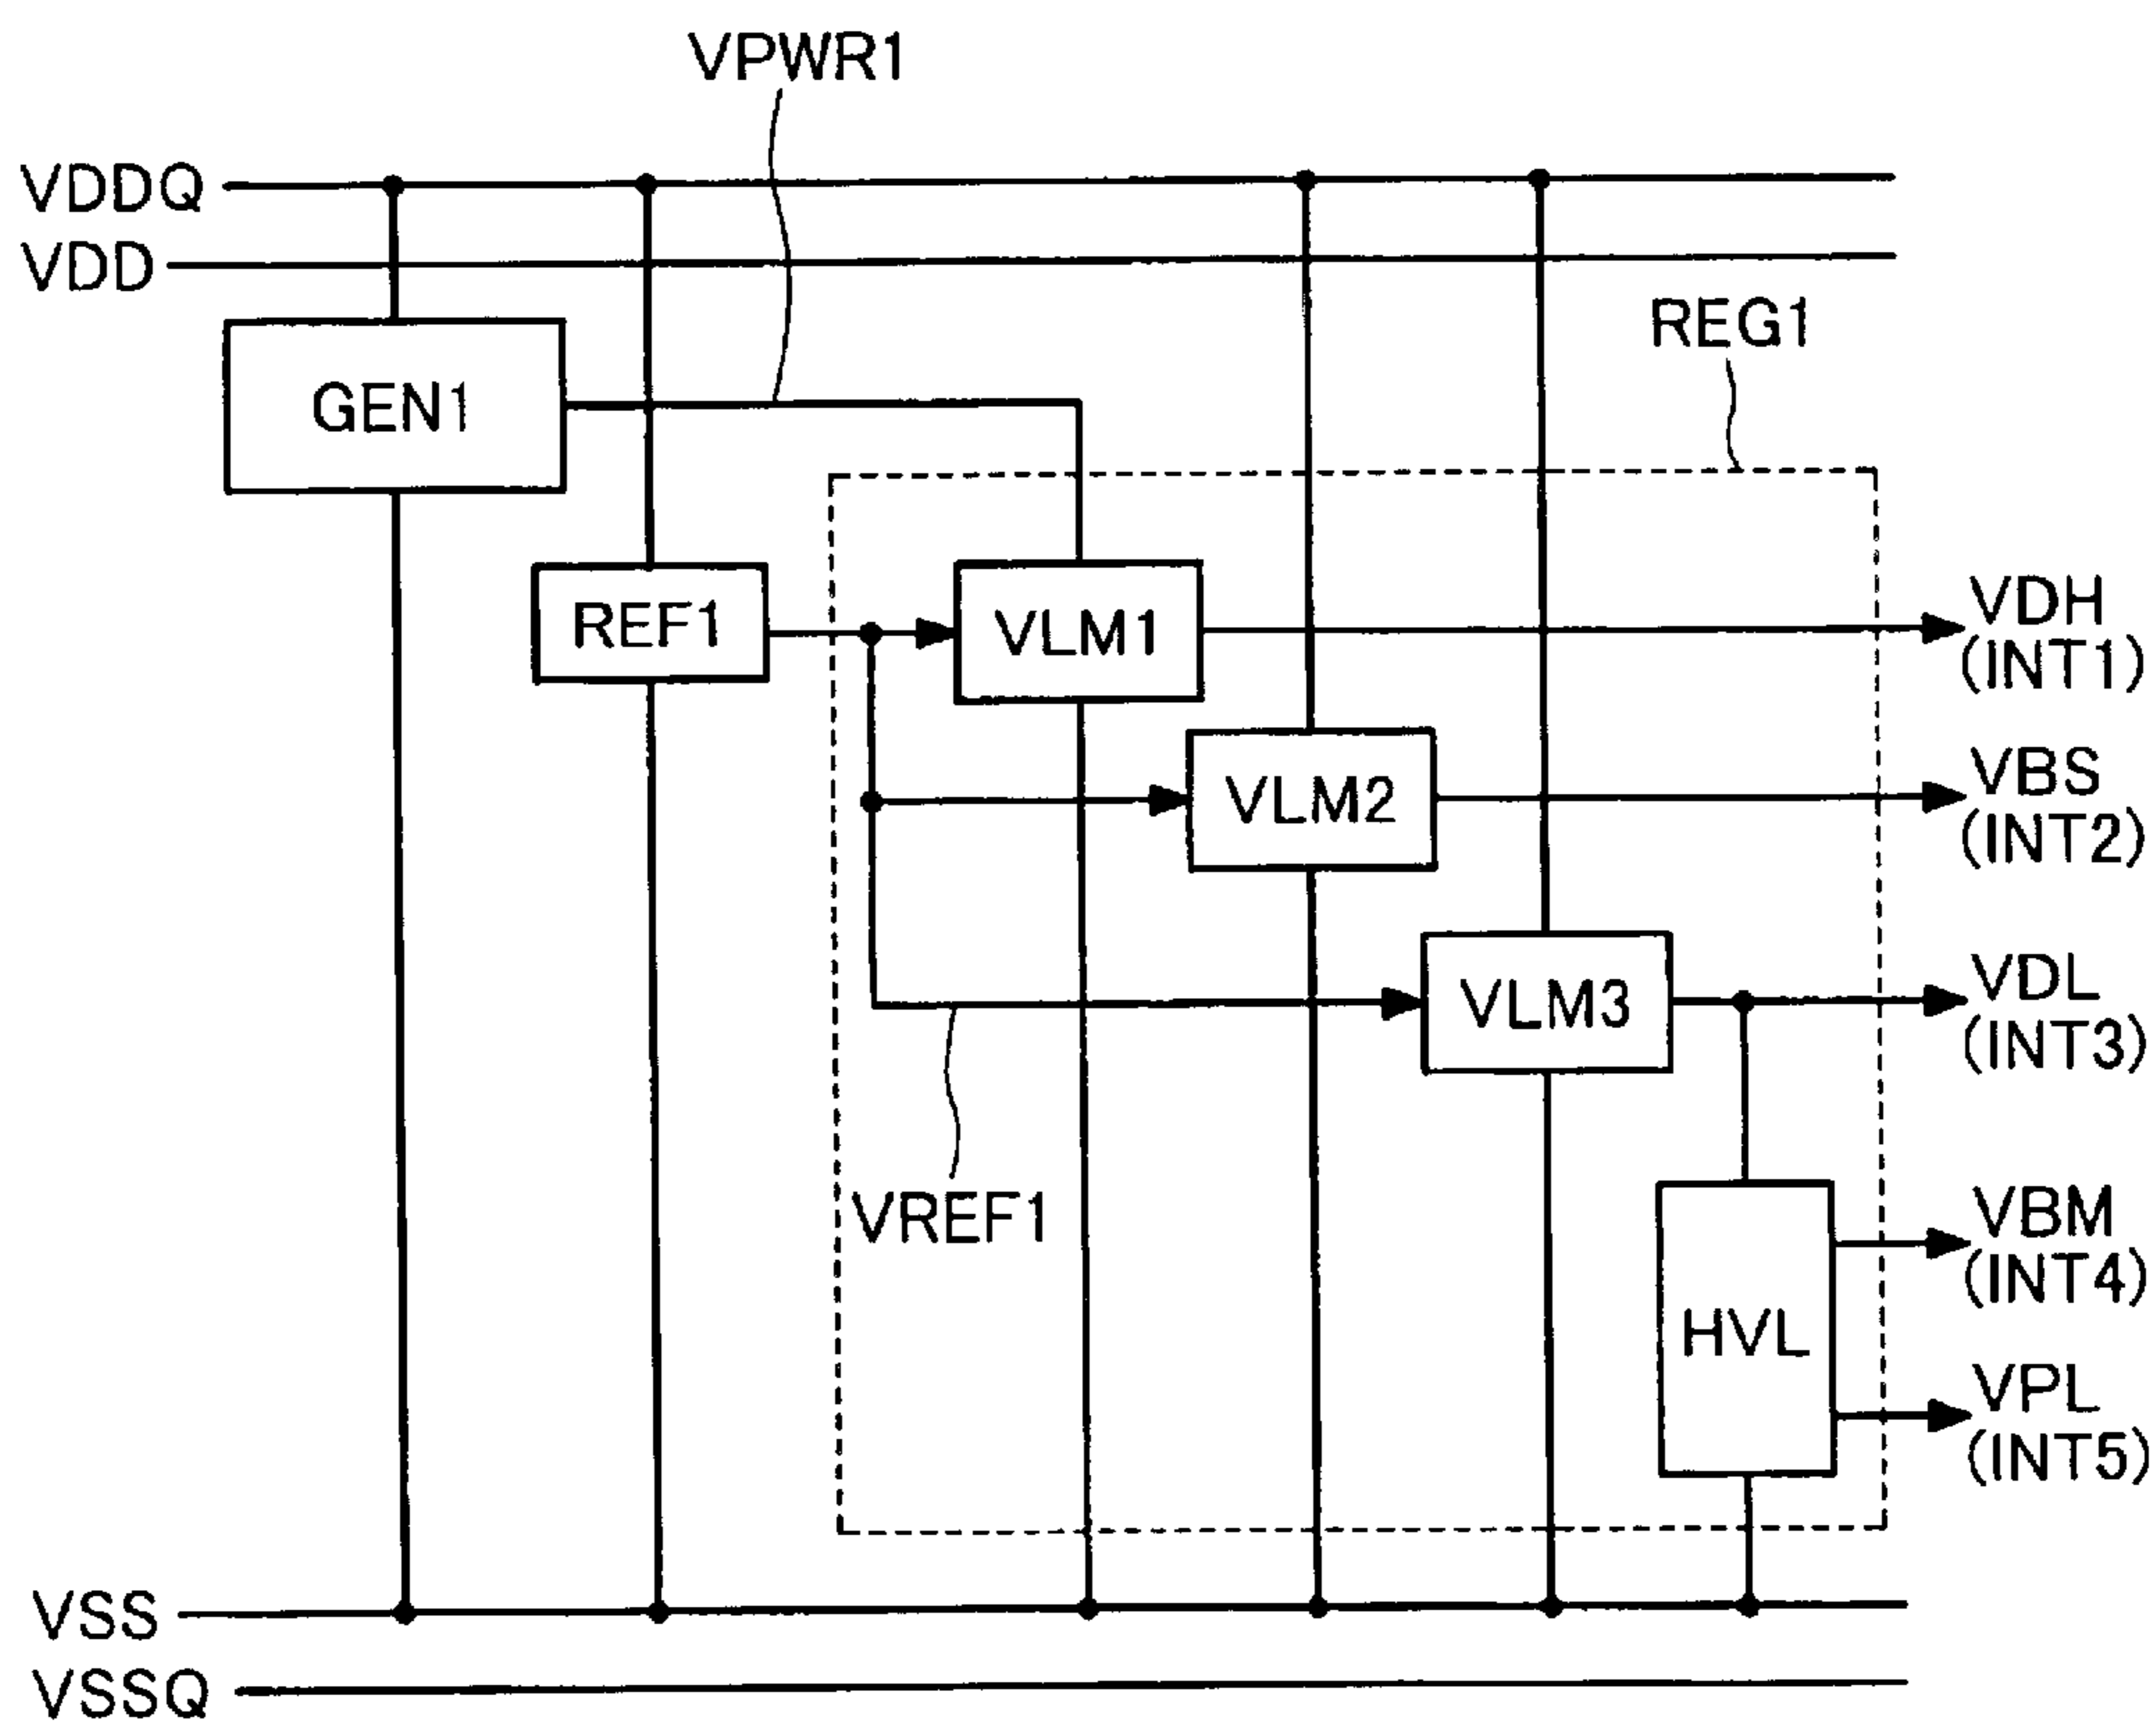 VPWR1
VDDQ
VDD
REG1
GEN1
REF1
VLM1
VDH
(INT1)
VLM2
VBS
(INT2)
VLM3
VDL
(INT3)
VREF1
VBM
(INT4)
HVL
VPL
(INT5)
VSS
VSSQ